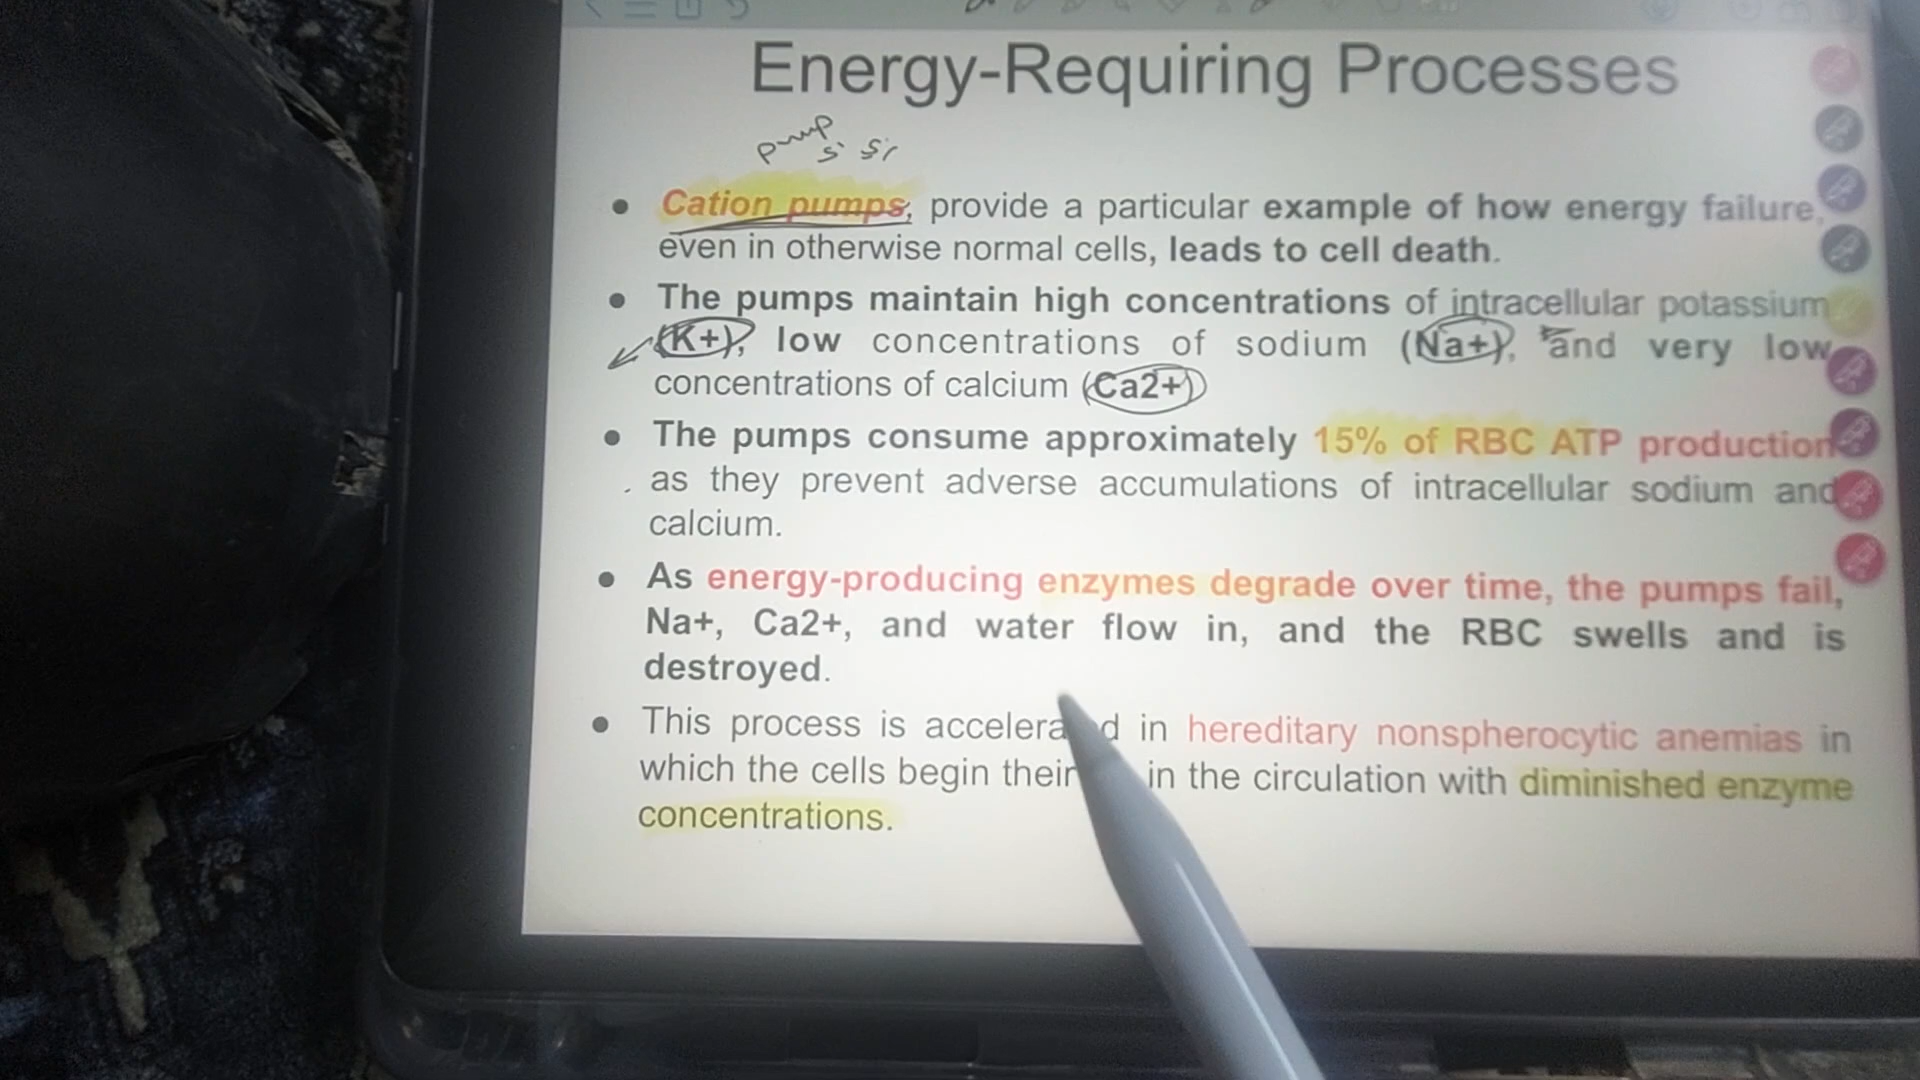 Energy-Requiring Processes
pump
si si
Cation pumps, provide a particular example of how energy failure,
even in otherwise normal cells, leads to cell death.
The pumps maintain high concentrations of intracellular potassium
(K+), low concentrations of sodium (Na+), and very low
concentrations of calcium (Ca2+)
The pumps consume approximately 15% of RBC ATP production
as they prevent adverse accumulations of intracellular sodium and
calcium.
As energy-producing enzymes degrade over time, the pumps fail,
Na+, Ca2+, and water flow in, and the RBC swells and is
destroyed.
This process is in hereditary nonspherocytic anemias in
which the cells begin their in the circulation with diminished enzyme
concentrations.